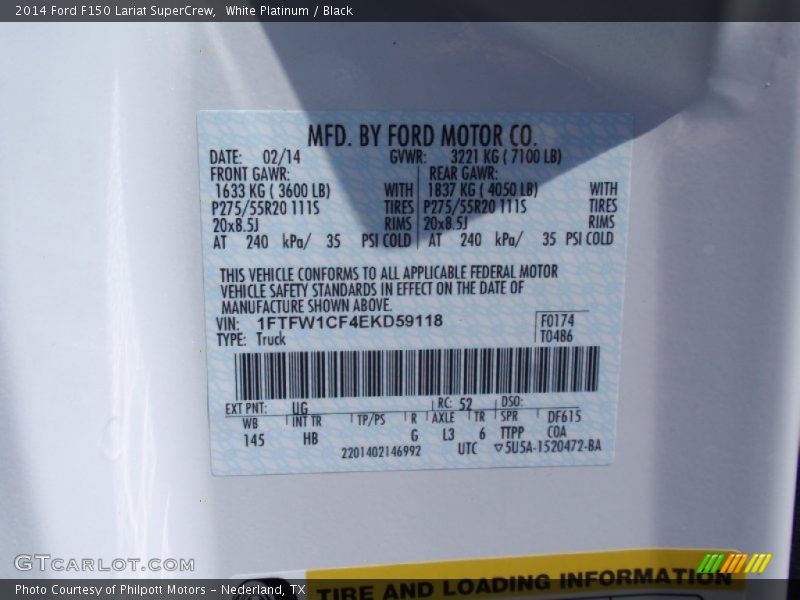 2014 Ford F150 Lariat SuperCrew,  White Platinum / Black
MFD. BY FORD MOTOR CO.
DATE: 02/14 GVWR: 3221 KG ( 7100 LB)
FRONT GAWR: REAR GAWR:
1633 KG ( 3600 LB) WITH 1837 KG ( 4050 LB) WITH
P275/55R20 111S TIRES P275/55R20 111S TIRES
20x8.5J RIMS 20x8.5J RIMS
AT 240 kPa/ 35 PSI COLD AT 240 kPa/ 35 PSI COLD
THIS VEHICLE CONFORMS TO ALL APPLICABLE FEDERAL MOTOR
VEHICLE SAFETY STANDARDS IN EFFECT ON THE DATE OF
MANUFACTURE SHOWN ABOVE.
VIN: 1FTFW1CF4EKD59118 F0174
TYPE: Truck T0486
EXT PNT: UG RC: 52 DSO:
WB INT TR TP/PS R AXLE TR SPR DF615
145 HB G L3 6 TTPP COA
2201402146992 UTC ▽5U5A-1520472-BA
GTCARLOT.COM
TIRE AND LOADING INFORMATION
Photo Courtesy of Philpott Motors - Nederland, TX